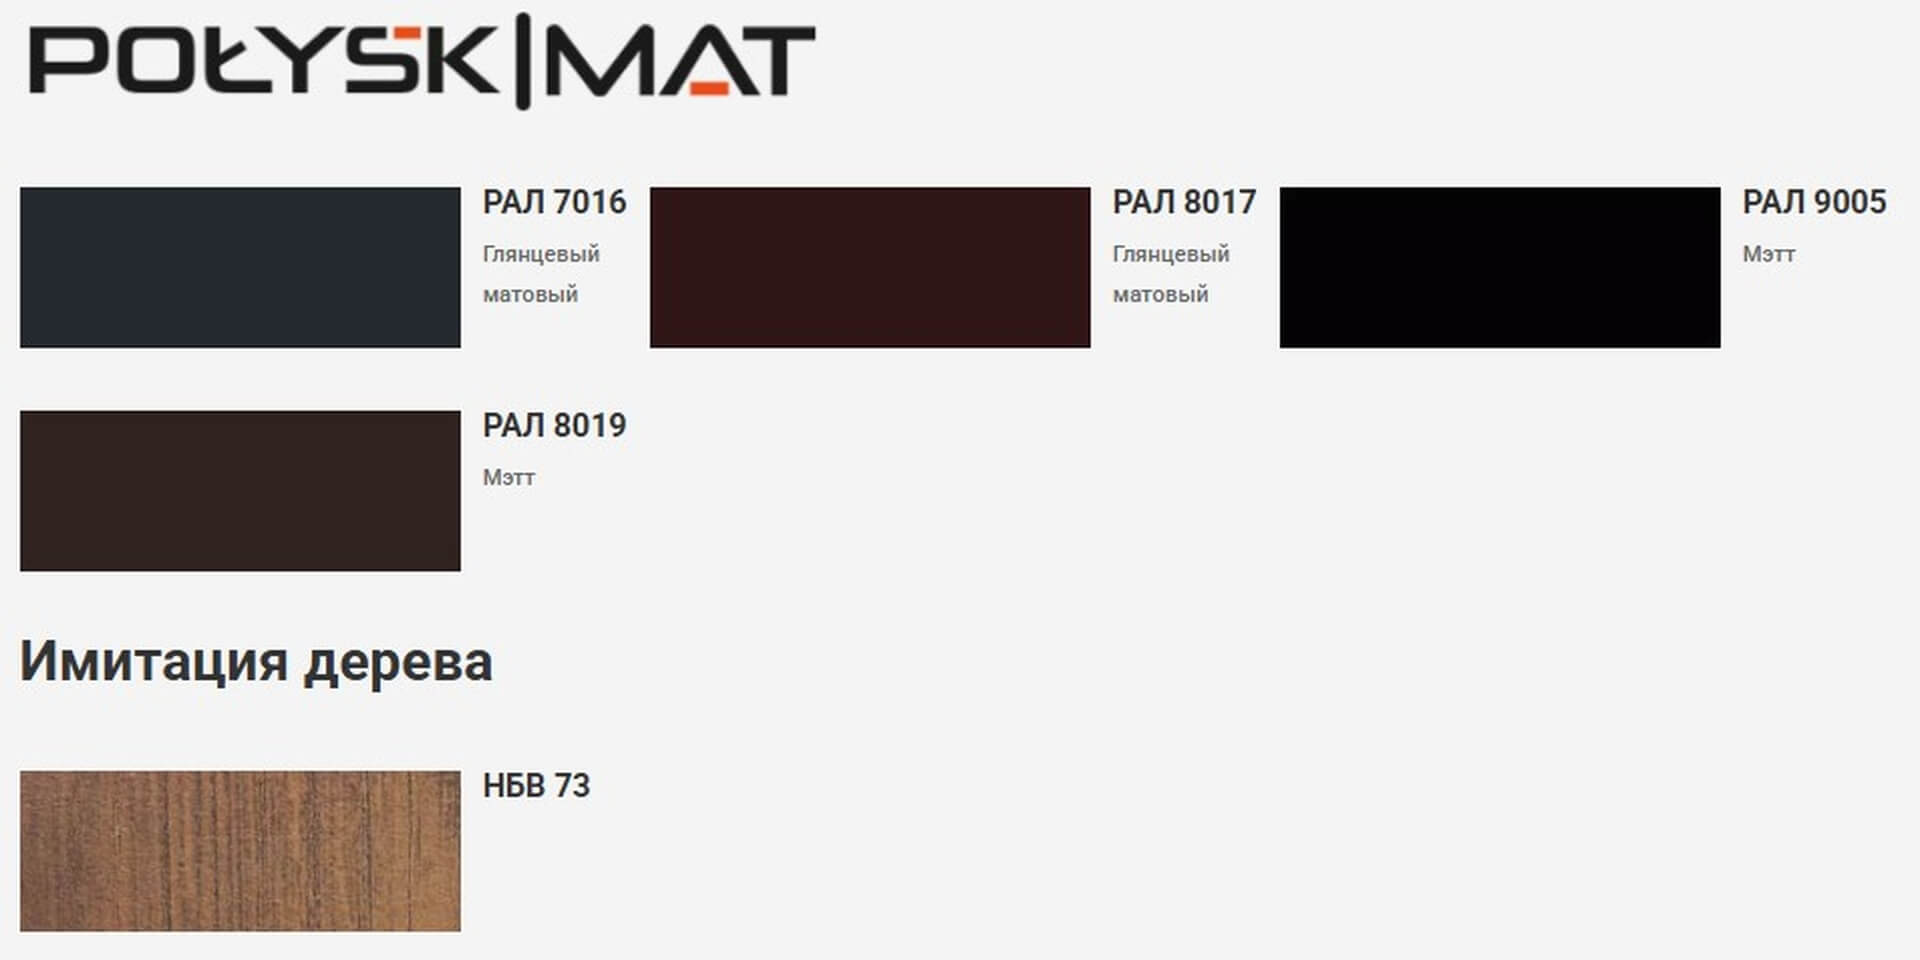 POŁYSK|MAT
РАЛ 7016
Глянцевый
матовый
РАЛ 8017
Глянцевый
матовый
РАЛ 9005
Мэтт
РАЛ 8019
Мэтт
Имитация дерева
НБВ 73